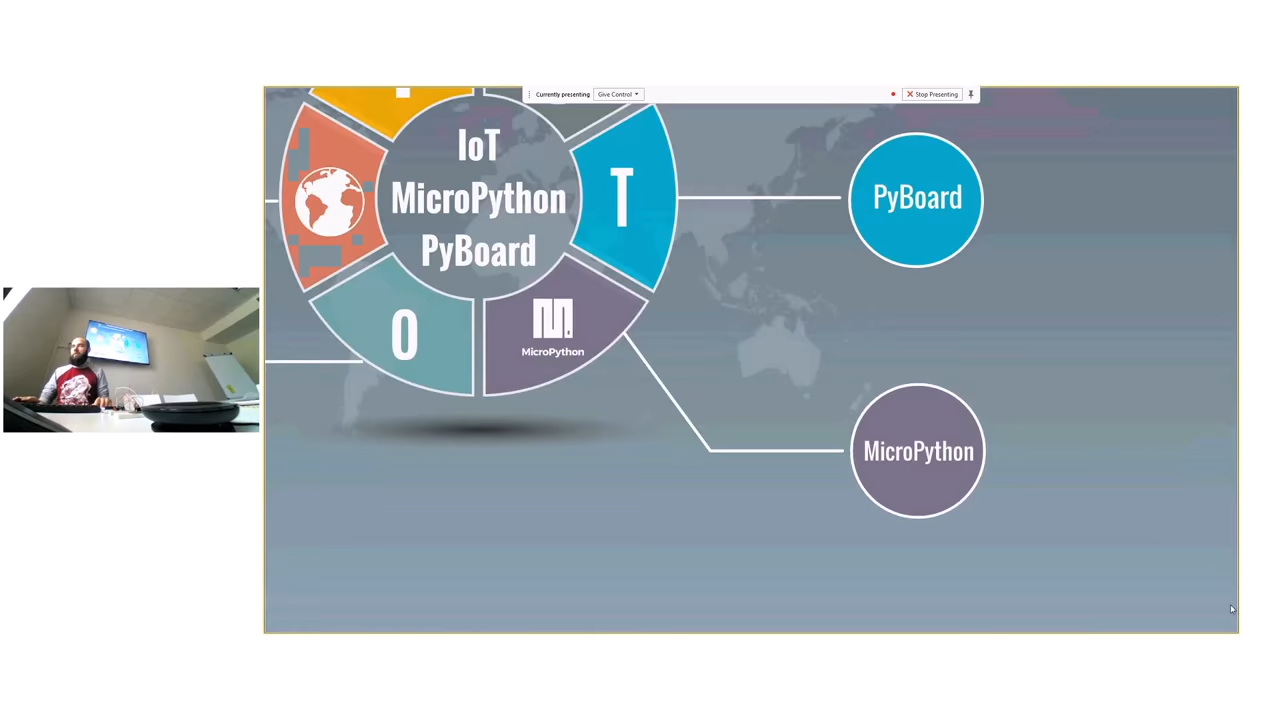 Currently presenting Give Control Stop Presenting
IoT
MicroPython
PyBoard
T
PyBoard
O
MicroPython
MicroPython